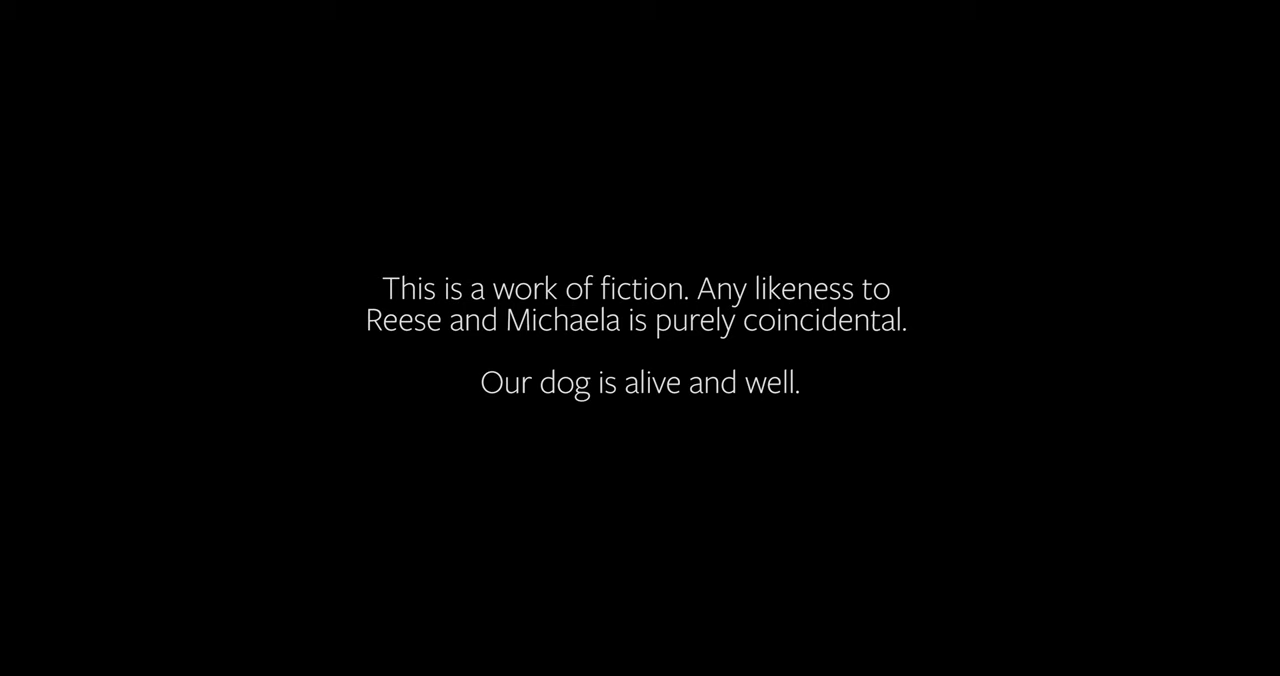 This is a work of fiction. Any likeness to
Reese and Michaela is purely coincidental.
Our dog is alive and well.